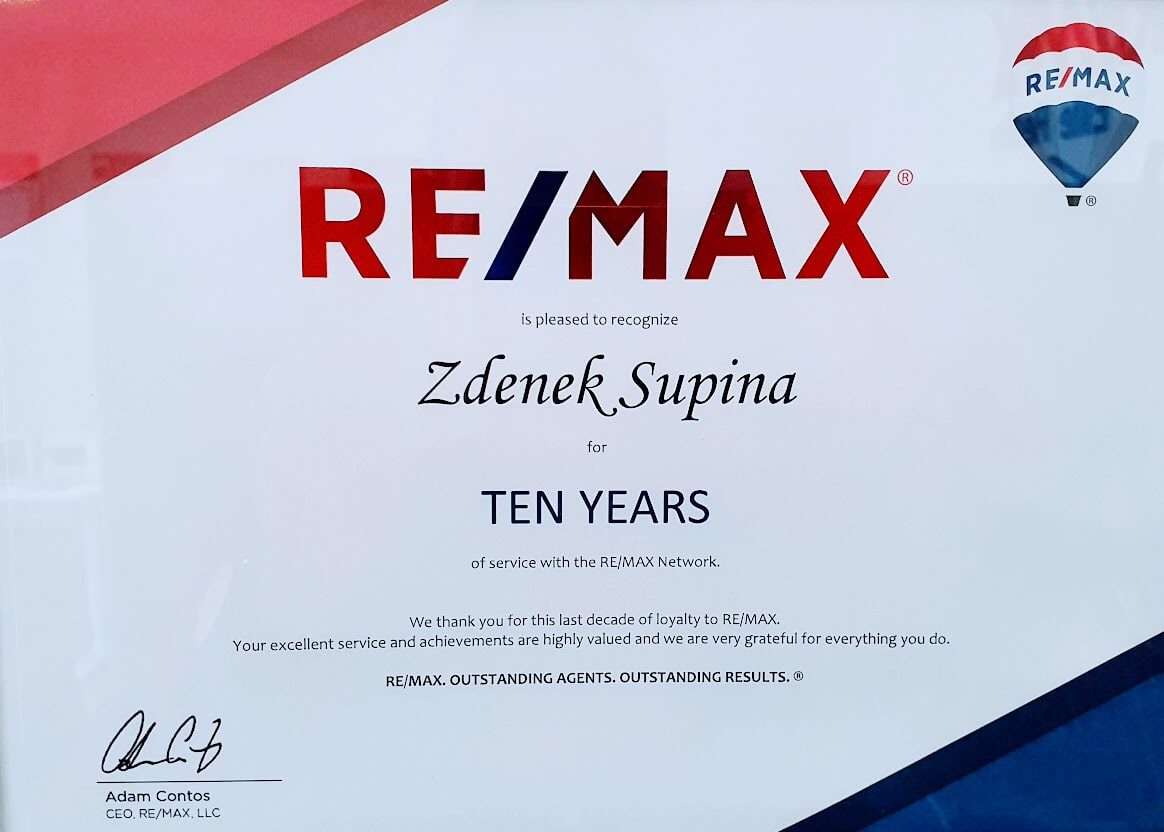 RE/MAX
®
RE/MAX®
is pleased to recognize
Zdenek Supina
for
TEN YEARS
of service with the RE/MAX Network.
We thank you for this last decade of loyalty to RE/MAX.
Your excellent service and achievements are highly valued and we are very grateful for everything you do.
RE/MAX. OUTSTANDING AGENTS. OUTSTANDING RESULTS. ®
Adam Contos
CEO, RE/MAX, LLC